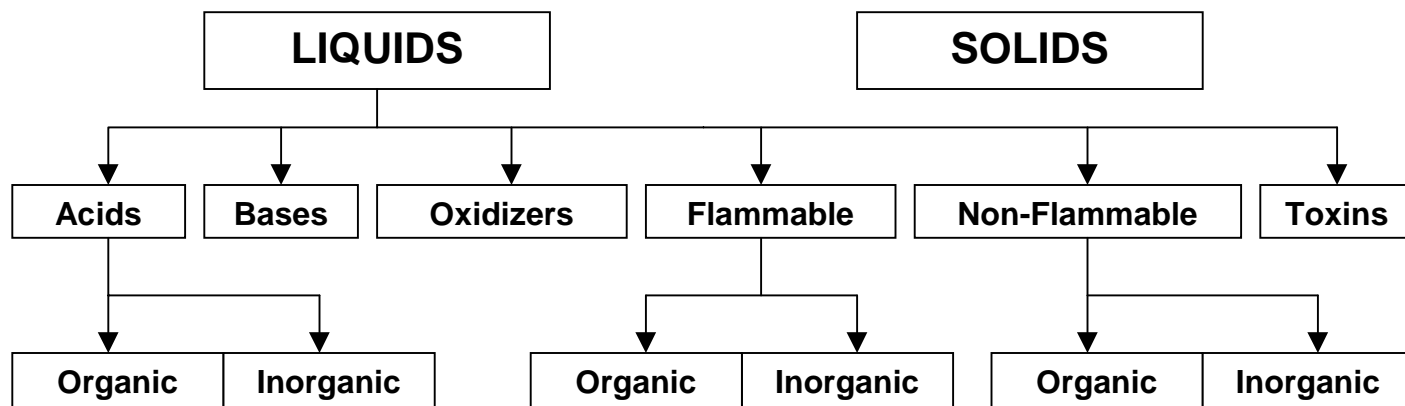 LIQUIDS SOLIDS
Acids Bases Oxidizers Flammable Non-Flammable Toxins
Organic Inorganic Organic Inorganic Organic Inorganic